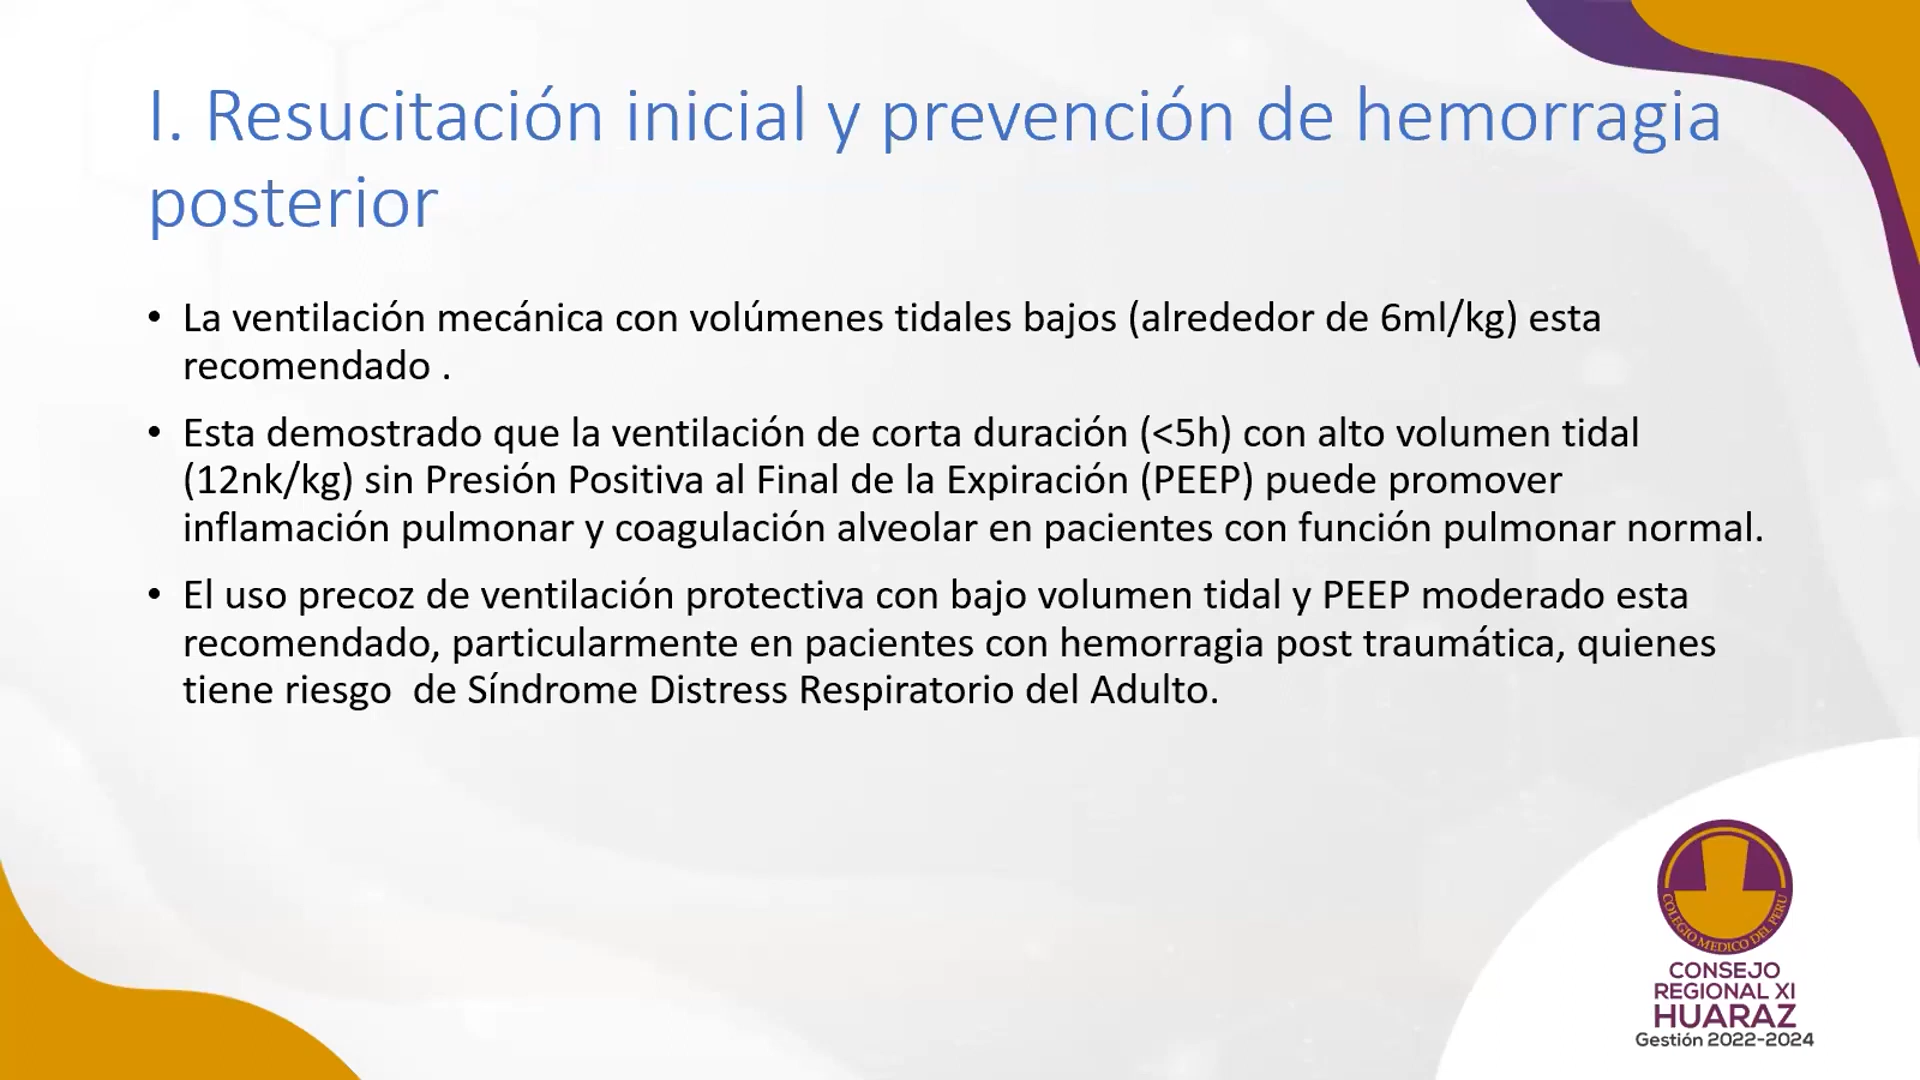 I. Resucitación inicial y prevención de hemorragia
posterior
• La ventilación mecánica con volúmenes tidales bajos (alrededor de 6ml/kg) esta
recomendado .
• Esta demostrado que la ventilación de corta duración (<5h) con alto volumen tidal
(12nk/kg) sin Presión Positiva al Final de la Expiración (PEEP) puede promover
inflamación pulmonar y coagulación alveolar en pacientes con función pulmonar normal.
• El uso precoz de ventilación protectiva con bajo volumen tidal y PEEP moderado esta
recomendado, particularmente en pacientes con hemorragia post traumática, quienes
tiene riesgo  de Síndrome Distress Respiratorio del Adulto.
COLEGIO MEDICO DEL PERU
CONSEJO
REGIONAL XI
HUARAZ
Gestión 2022-2024